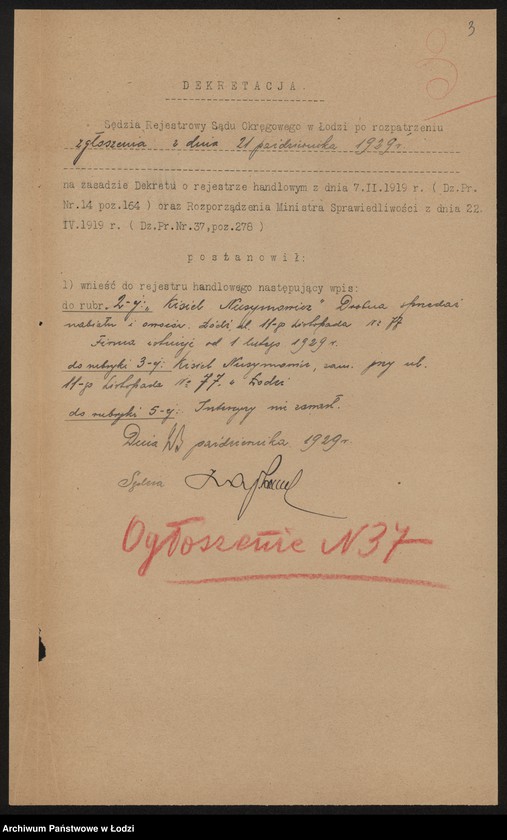 3
DEKRETACJA.
Sędzia Rejestrowy Sądu Okręgowego w Łodzi po rozpatrzeniu
zgłoszenia z dnia 21 października 1929 r.
na zasadzie Dekretu o rejestrze handlowym z dnia 7.II.1919 r. ( Dz.Pr.
Nr.14 poz.164 ) oraz Rozporządzenia Ministra Sprawiedliwości z dnia 22.
IV.1919 r. ( Dz.Pr.Nr.37,poz.278 )
postanowił:
1) wnieść do rejestru handlowego następujący wpis:
do rubr. 2-ej: „Kisiel Nusynowicz” Drobna sprzedaż
nabiału i owoców. Łódź ul. 11-go Listopada № 77
Firma istnieje od 1 lutego 1929 r.
do rubryki 3-ej: Kisiel Nusynowicz, zam. przy ul.
11-go Listopada № 77. w Łodzi
do rubryki 5-ej: Intercyzy nie zawarł.
Dnia października 1929 r.
Sędzia
Ogłoszenie N37
Archiwum Państwowe w Łodzi